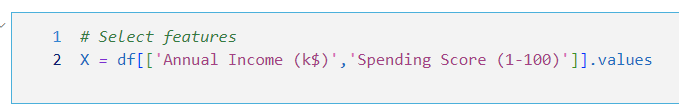 1 # Select features
2 X = df[['Annual Income (k$)','Spending Score (1-100)']].values